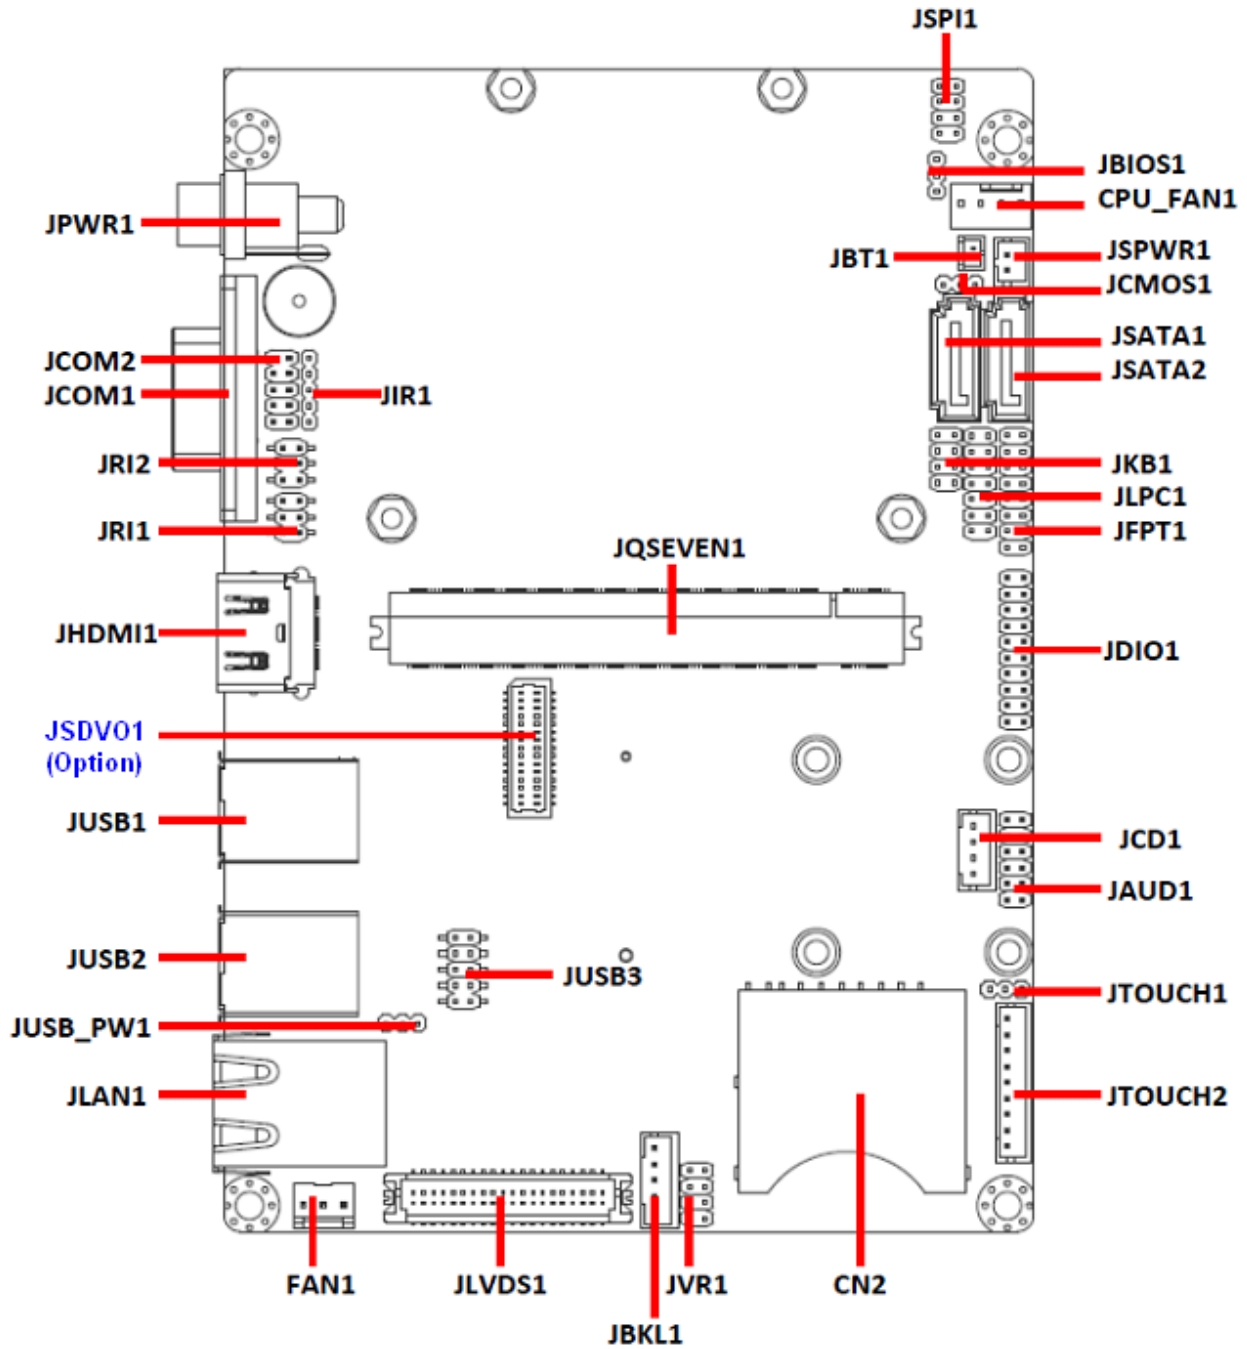 JSPI1
JBIOS1
CPU_FAN1
JPWR1
JBT1
JSPWR1
JCMOS1
JSATA1
JCOM2
JSATA2
JCOM1
JIR1
JRI2
JKB1
JLPC1
JRI1
JFPT1
JQSEVEN1
JHDMI1
JDIO1
JSDVO1
(Option)
JUSB1
JCD1
JAUD1
JUSB2
JUSB3
JTOUCH1
JUSB_PW1
JLAN1
JTOUCH2
FAN1
JLVDS1
JVR1
CN2
JBKL1